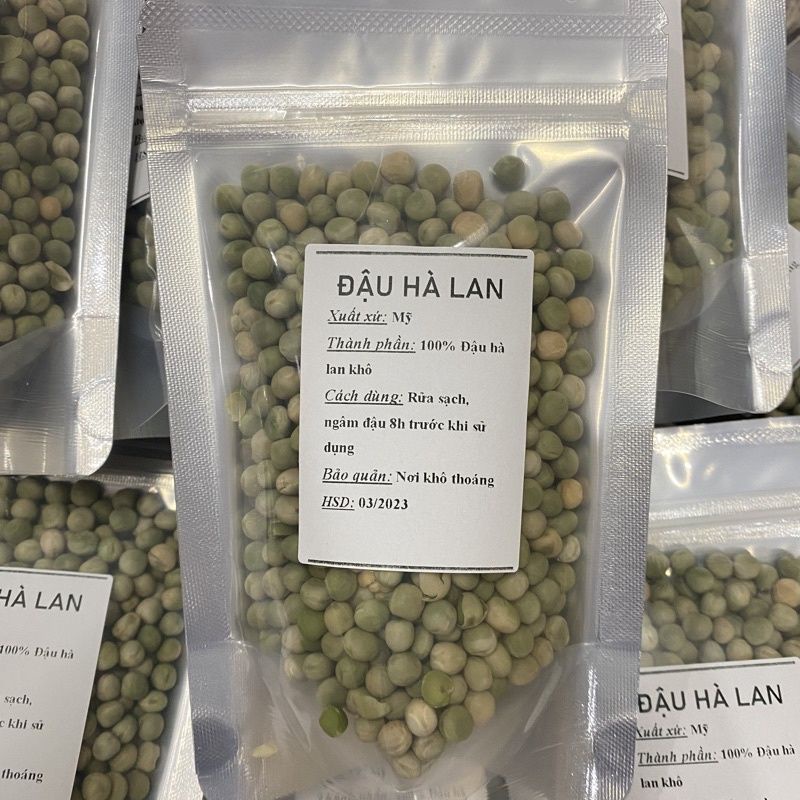 ĐẬU HÀ LAN
Xuất xứ: Mỹ
Thành phần: 100% Đậu hà
lan khô
Cách dùng: Rửa sạch,
ngâm đậu 8h trước khi sử
dụng
Bảo quản: Nơi khô thoáng
HSD: 03/2023
HÀ LAN
100% Đậu hà
sạch,
khi sử
thoáng
ĐẬU HÀ LAN
Xuất xứ: Mỹ
Thành phần: 100% Đậu hà
lan khô